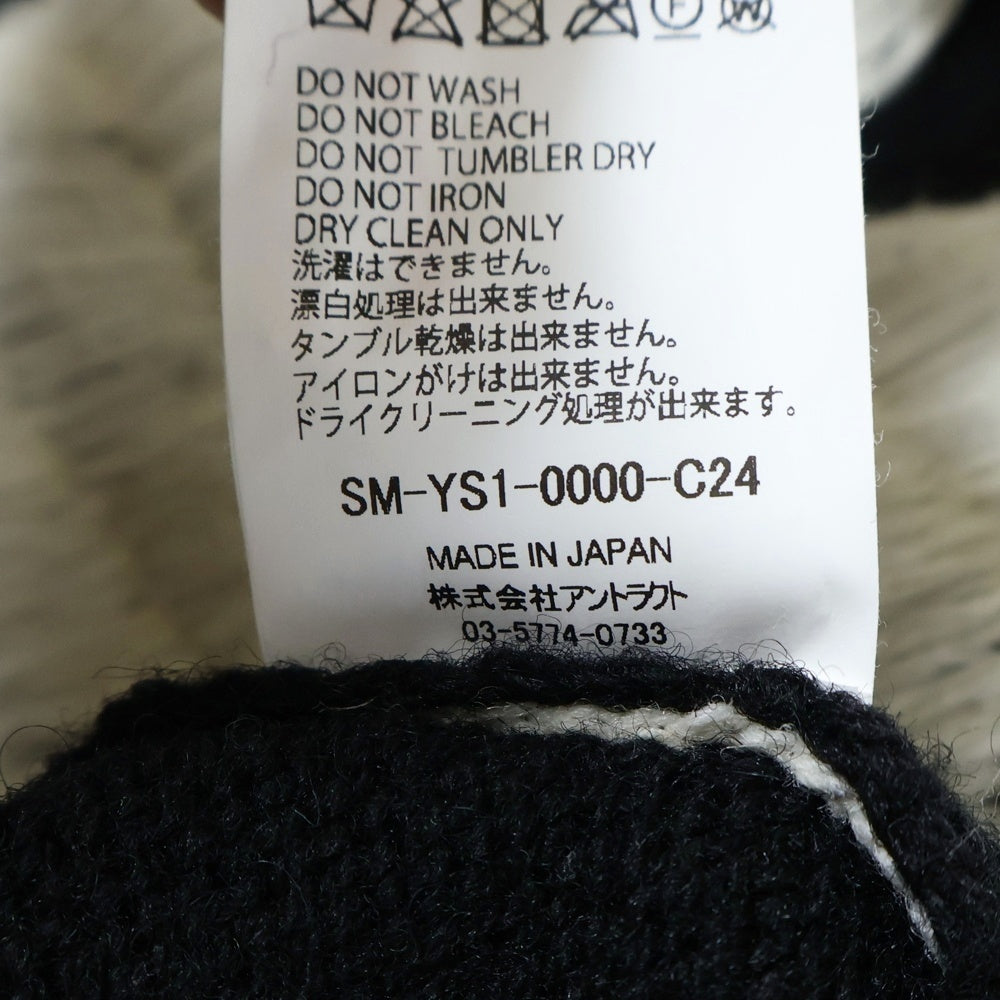 DO NOT WASH
DO NOT BLEACH
DO NOT TUMBLER DRY
DO NOT IRON
DRY CLEAN ONLY
洗濯はできません。
漂白処理は出来ません。
タンブル乾燥は出来ません。
アイロンがけは出来ません。
ドライクリーニング処理が出来ます。
SM-YS1-0000-C24
MADE IN JAPAN
株式会社アントラクト
03-5774-0733